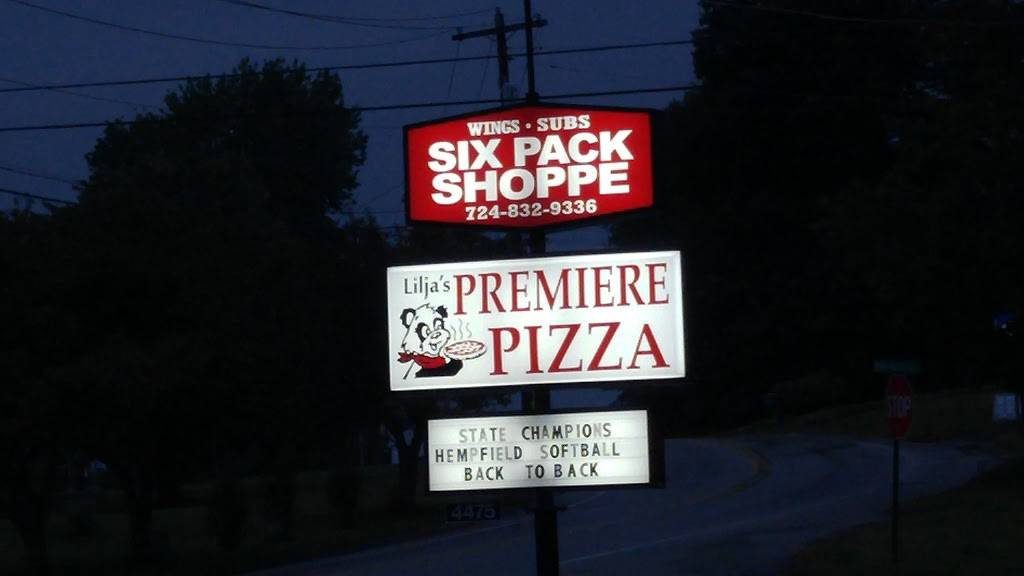 WINGS · SUBS
SIX PACK
SHOPPE
724-832-9336
Lilja's PREMIERE
PIZZA
STATE CHAMPIONS
HEMPFIELD SOFTBALL
BACK TO BACK
4475
STOP